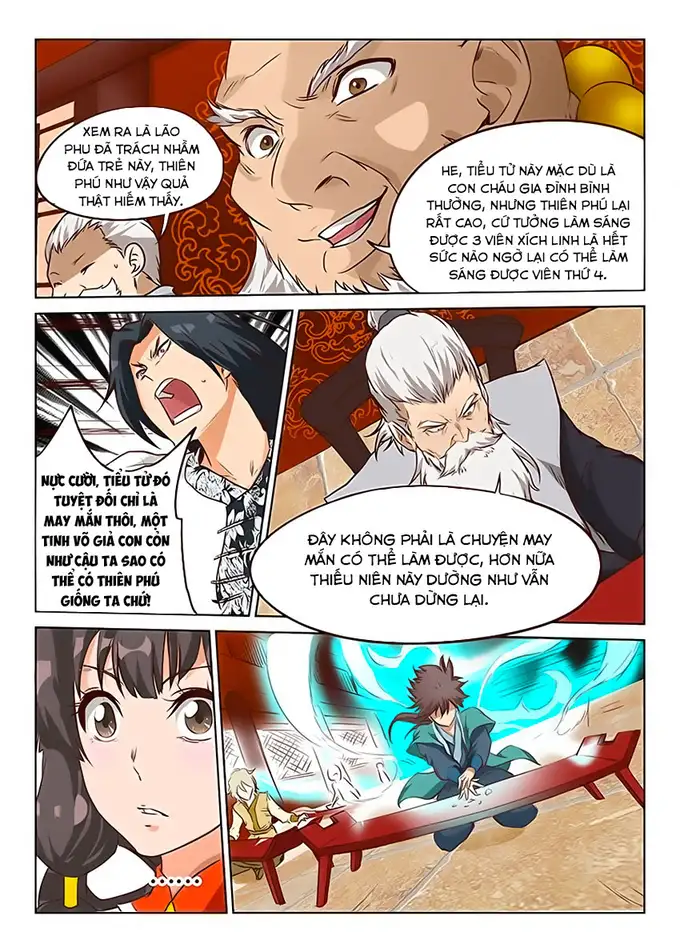 XEM RA LÀ LÃO
PHU ĐÃ TRÁCH NHẦM
ĐỨA TRẺ NÀY, THIÊN
PHÚ NHƯ VẬY QUẢ
THẬT HIẾM THẤY.
HE, TIỂU TỬ NÀY MẶC DÙ LÀ
CON CHÁU GIA ĐÌNH BÌNH
THƯỜNG, NHƯNG THIÊN PHÚ LẠI
RẤT CAO, CỨ TƯỞNG LÀM SÁNG
ĐƯỢC 3 VIÊN XÍCH LINH LÀ HẾT
SỨC NÀO NGỜ LẠI CÓ THỂ LÀM
SÁNG ĐƯỢC VIÊN THỨ 4.
NỰC CƯỜI, TIỂU TỬ ĐÓ
TUYỆT ĐỐI CHỈ LÀ
MAY MẮN THÔI, MỘT
TINH VÕ GIẢ CON CỎN
NHƯ CẬU TA SAO CÓ
THỂ CÓ THIÊN PHÚ
GIỐNG TA CHỨ!
ĐÂY KHÔNG PHẢI LÀ CHUYỆN MAY
MẮN CÓ THỂ LÀM ĐƯỢC, HƠN NỮA
THIẾU NIÊN NÀY DƯỜNG NHƯ VẪN
CHƯA DỪNG LẠI.
......